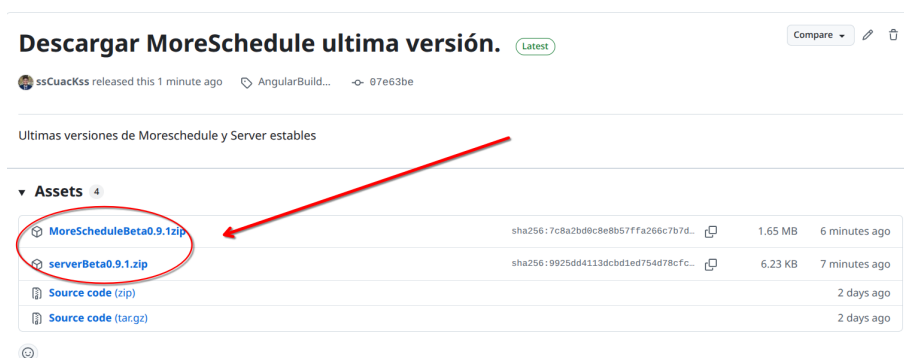 Descargar MoreSchedule ultima versión. Latest
Compare
ssCuacKss released this 1 minute ago AngularBuild... 07e63be
Ultimas versiones de Moreschedule y Server estables
Assets 4
MoreScheduleBeta0.9.1zip sha256:7c8a2bd0c8e8b57ffa266c7b7d… 1.65 MB 6 minutes ago
serverBeta0.9.1.zip sha256:9925dd4113dcbd1ed754d78cfc… 6.23 KB 7 minutes ago
Source code (zip) 2 days ago
Source code (tar.gz) 2 days ago